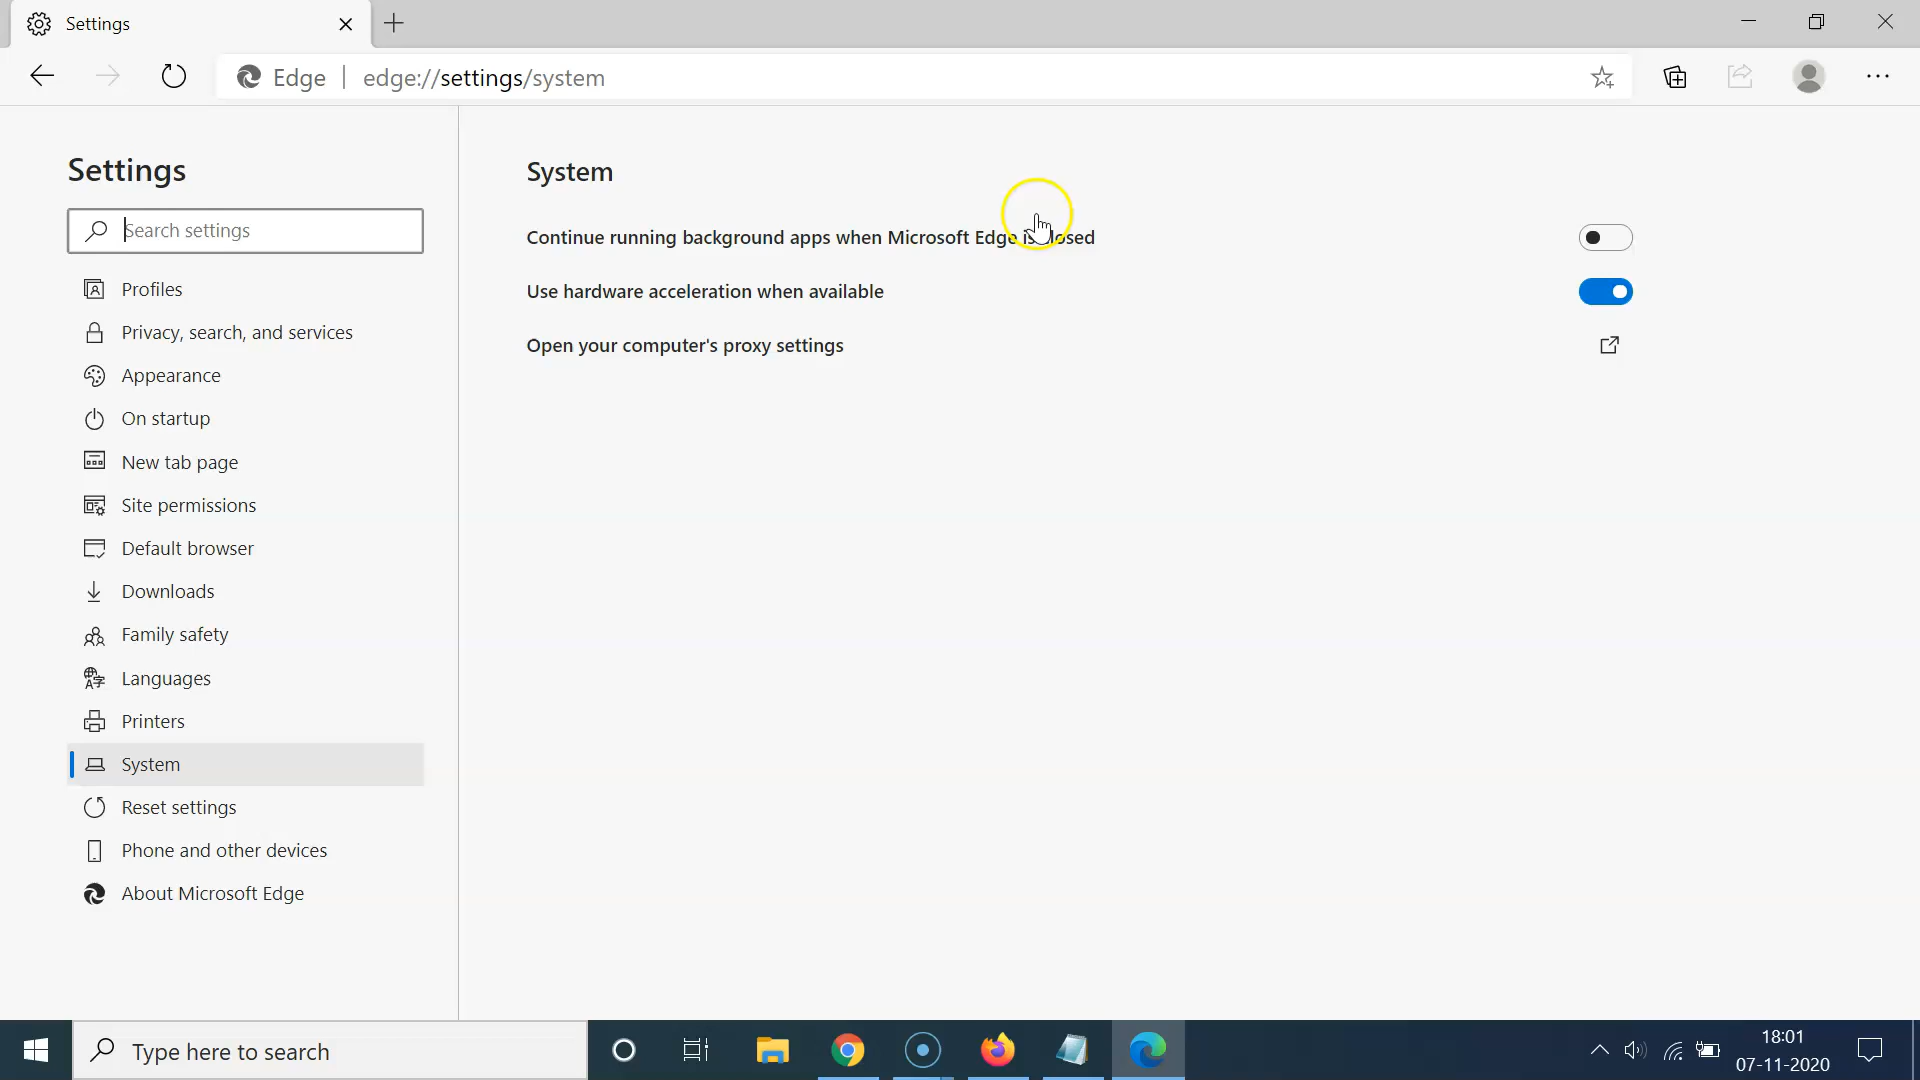 Settings
Edge edge://settings/system
Settings
Search settings
Profiles
Privacy, search, and services
Appearance
On startup
New tab page
Site permissions
Default browser
Downloads
Family safety
Languages
Printers
System
Reset settings
Phone and other devices
About Microsoft Edge
System
Continue running background apps when Microsoft Edge is closed
Use hardware acceleration when available
Open your computer's proxy settings
Type here to search
18:01
07-11-2020